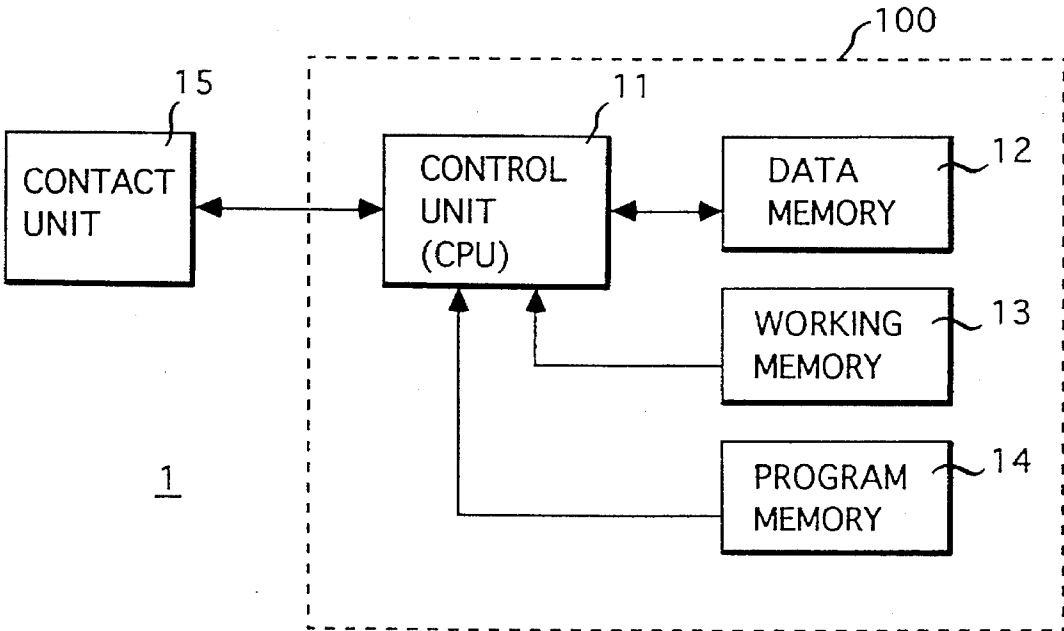 100
15
11
CONTACT
UNIT
CONTROL
UNIT
(CPU)
DATA
MEMORY
12
WORKING
MEMORY
13
PROGRAM
MEMORY
14
1